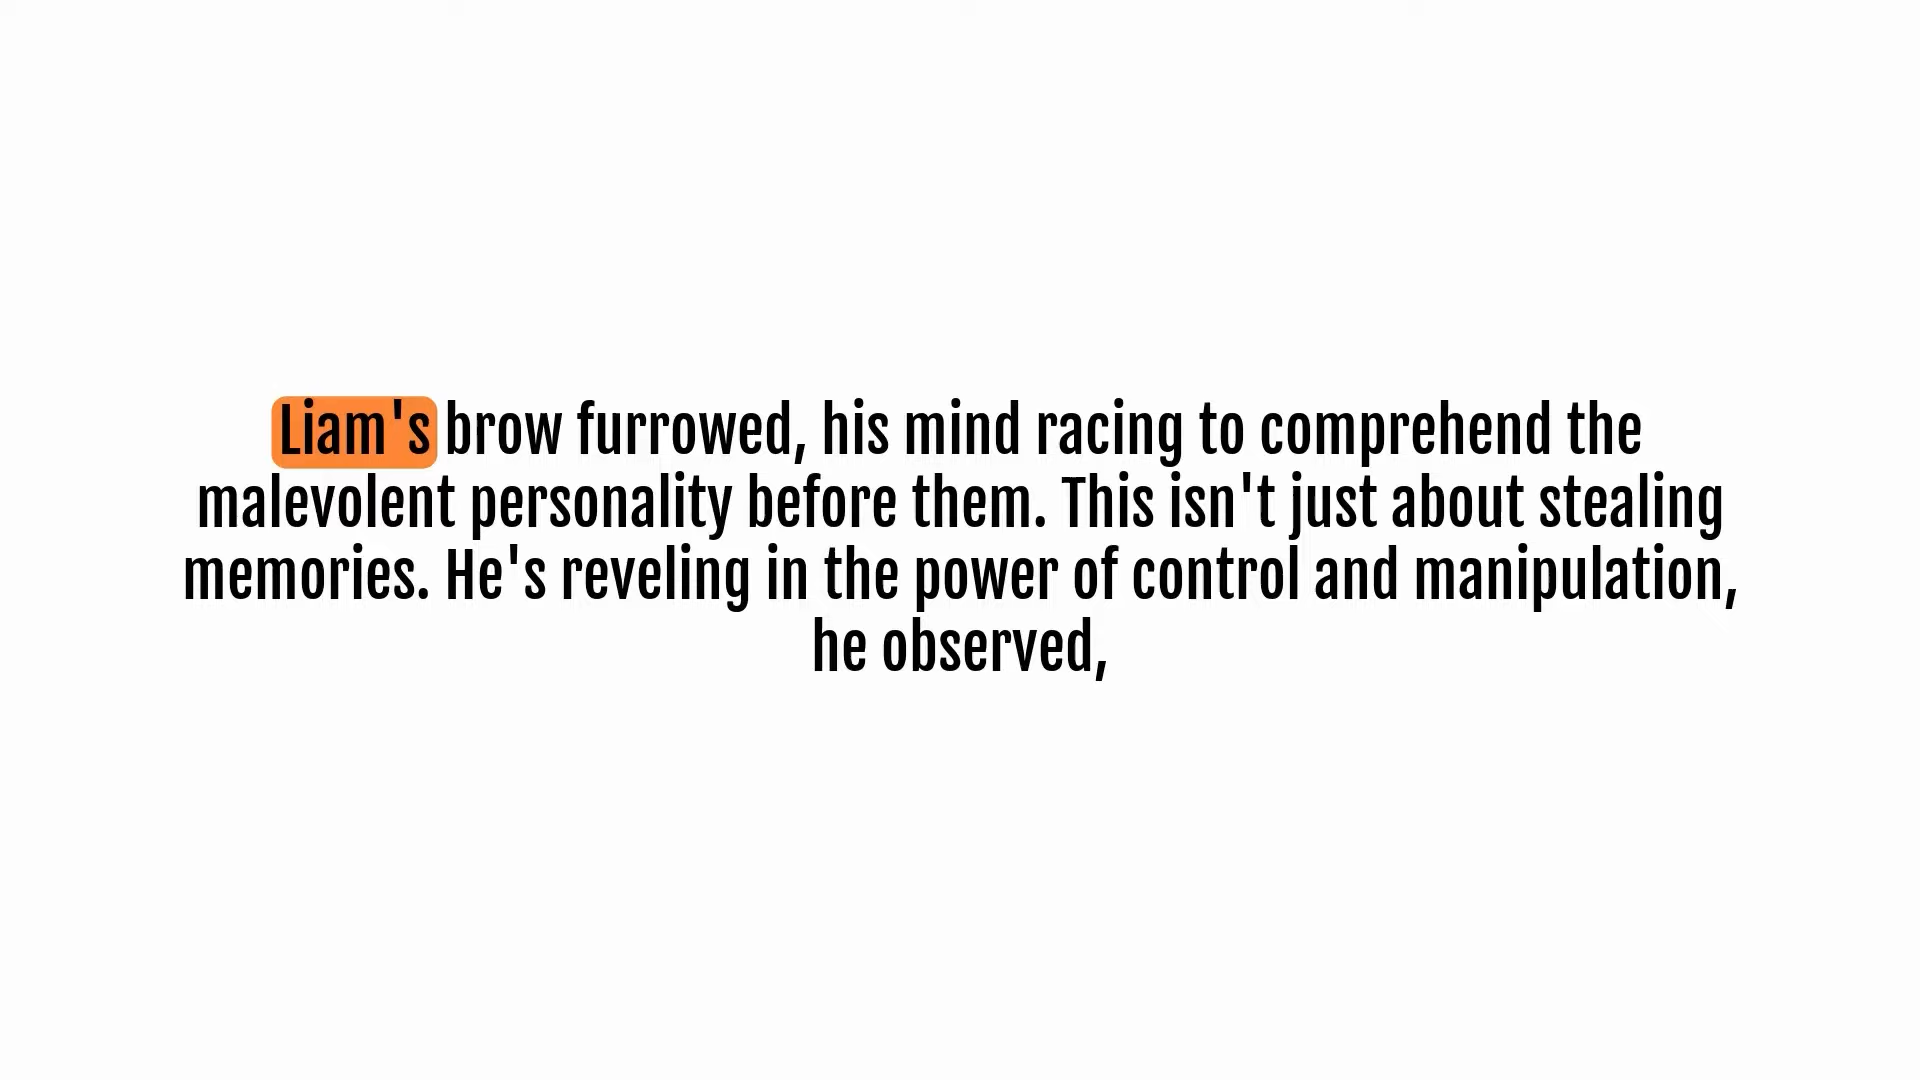 Liam's brow furrowed, his mind racing to comprehend the
malevolent personality before them. This isn't just about stealing
memories. He's reveling in the power of control and manipulation,
he observed,